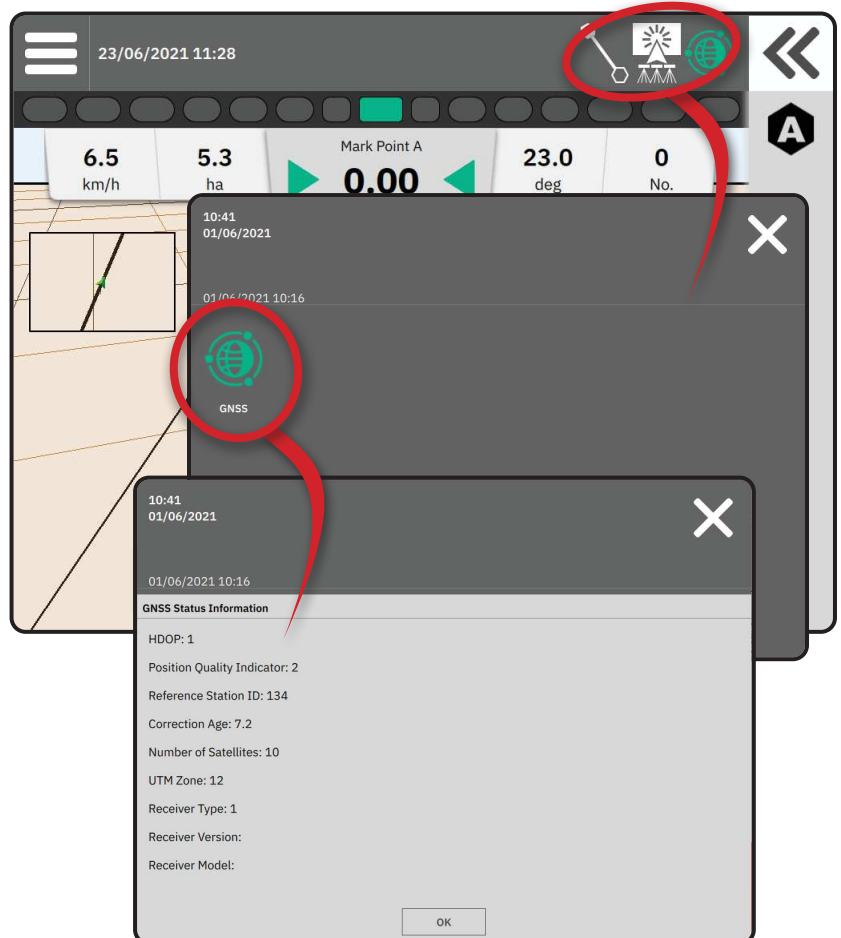 23/06/2021 11:28
A
Mark Point A
6.5
km/h
5.3
ha
0.00
23.0
deg
0
No.
10:41
01/06/2021
01/06/2021 10:16
GNSS
10:41
01/06/2021
01/06/2021 10:16
GNSS Status Information
HDOP: 1
Position Quality Indicator: 2
Reference Station ID: 134
Correction Age: 7.2
Number of Satellites: 10
UTM Zone: 12
Receiver Type: 1
Receiver Version:
Receiver Model:
OK